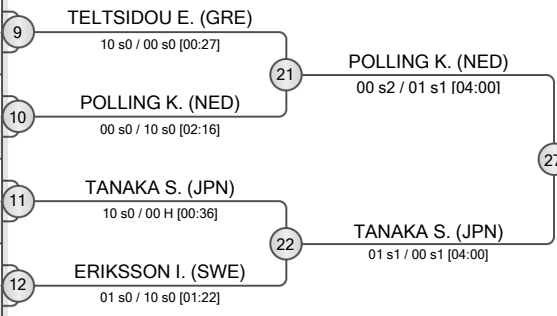 9
TELTSIDOU E. (GRE)
10 s0 / 00 s0 [00:27]
21
POLLING K. (NED)
00 s2 / 01 s1 [04:00]
10
POLLING K. (NED)
00 s0 / 10 s0 [02:16]
27
11
TANAKA S. (JPN)
10 s0 / 00 H [00:36]
22
TANAKA S. (JPN)
01 s1 / 00 s1 [04:00]
12
ERIKSSON I. (SWE)
01 s0 / 10 s0 [01:22]